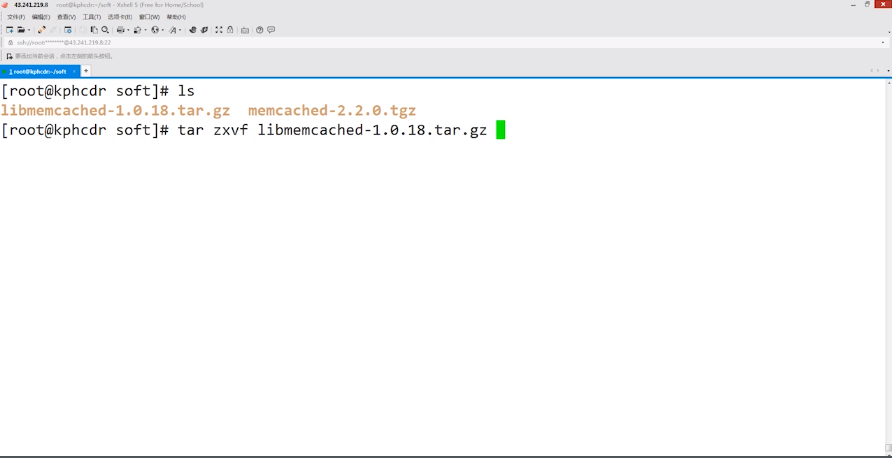 43.241.219.8 root@kphcdr:~/soft - Xshell 5 (Free for Home/School)
文件(F) 编辑(E) 查看(V) 工具(T) 选项卡(B) 窗口(W) 帮助(H)
ssh://root:********@43.241.219.8:22
要添加当前会话，点击左侧的箭头按钮。
1 root@kphcdr:~/soft
[root@kphcdr soft]# ls
libmemcached-1.0.18.tar.gz memcached-2.2.0.tgz
[root@kphcdr soft]# tar zxvf libmemcached-1.0.18.tar.gz